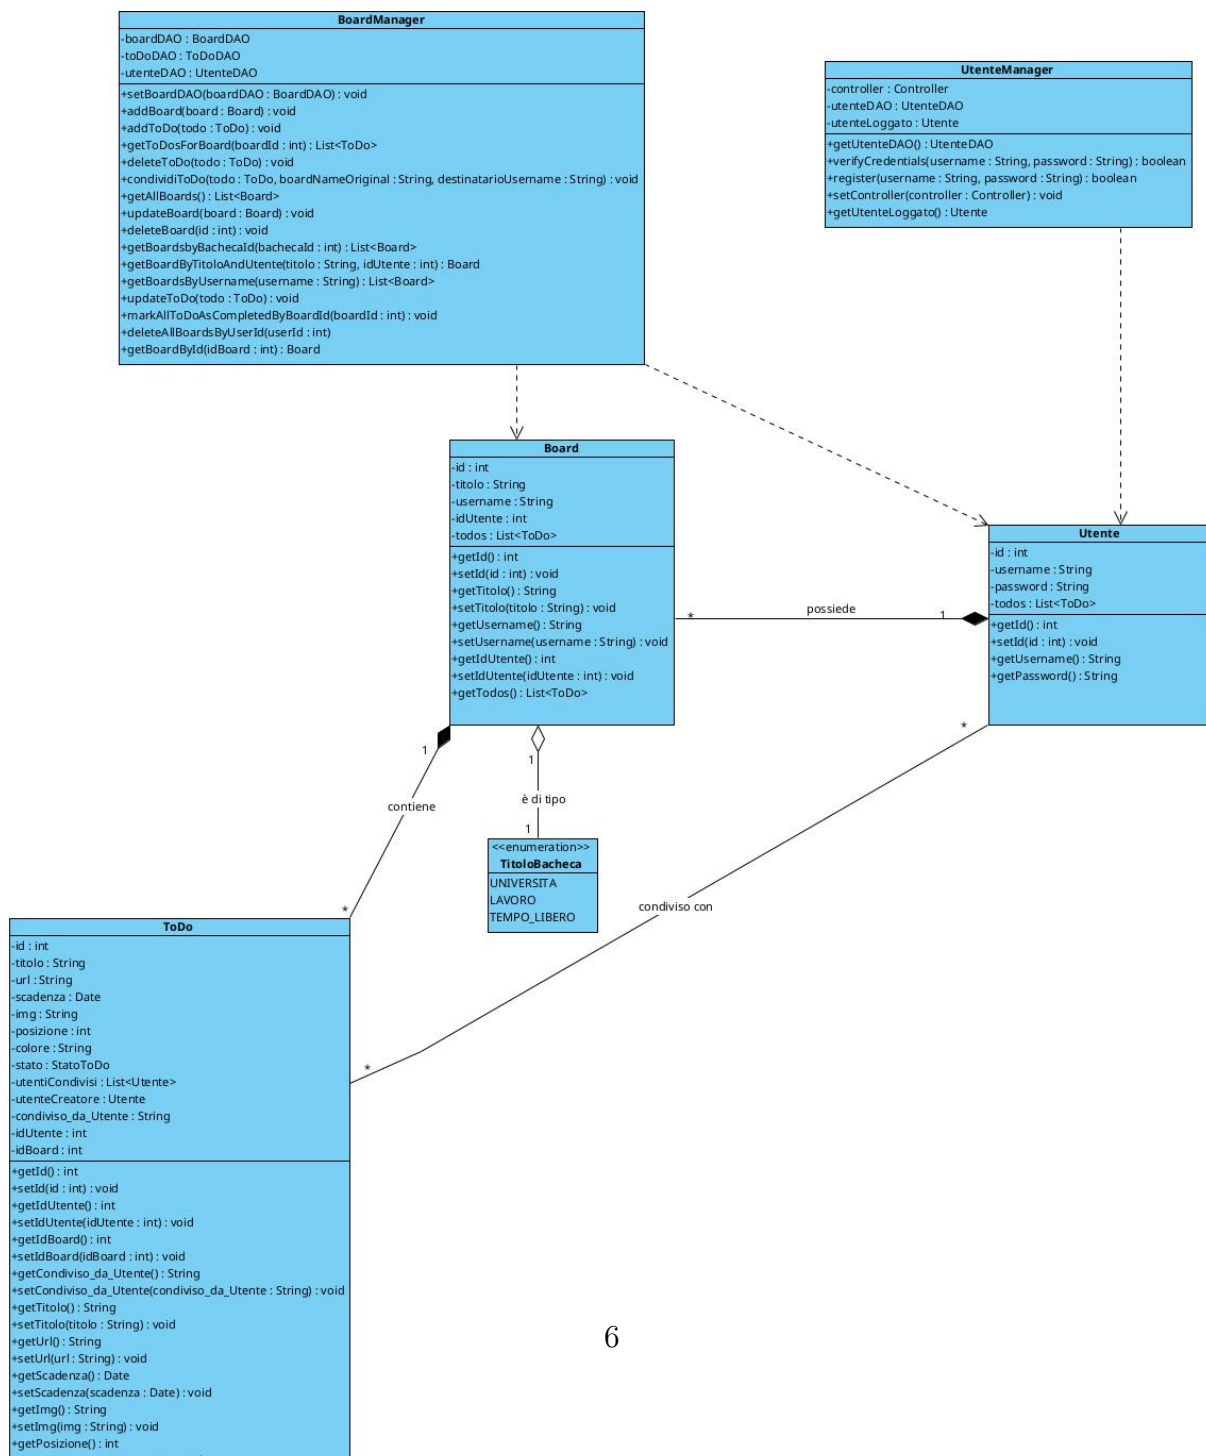 BoardManager
-boardDAO : BoardDAO
-toDoDAO : ToDoDAO
-utenteDAO : UtenteDAO
+setBoardDAO(boardDAO : BoardDAO) : void
+addBoard(board : Board) : void
+addToDo(todo : ToDo) : void
+getToDosForBoard(boardId : int) : List<ToDo>
+deleteToDo(todo : ToDo) : void
+condividiToDo(todo : ToDo, boardNameOriginal : String, destinatarioUsername : String) : void
+getAllBoards() : List<Board>
+updateBoard(board : Board) : void
+deleteBoard(id : int) : void
+getBoardsbyBachecaId(bachecaId : int) : List<Board>
+getBoardByTitoloAndUtente(titolo : String, idUtente : int) : Board
+getBoardsByUsername(username : String) : List<Board>
+updateToDo(todo : ToDo) : void
+markAllToDoAsCompletedByBoardId(boardId : int) : void
+deleteAllBoardsByUserId(userId : int)
+getBoardById(idBoard : int) : Board
UtenteManager
-controller : Controller
-utenteDAO : UtenteDAO
-utenteLoggato : Utente
+getUtenteDAO() : UtenteDAO
+verifyCredentials(username : String, password : String) : boolean
+register(username : String, password : String) : boolean
+setController(controller : Controller) : void
+getUtenteLoggato() : Utente
Board
-id : int
-titolo : String
-username : String
-idUtente : int
-todos : List<ToDo>
+getId() : int
+setId(id : int) : void
+getTitolo() : String
+setTitolo(titolo : String) : void
+getUsername() : String
+setUsername(username : String) : void
+getIdUtente() : int
+setIdUtente(idUtente : int) : void
+getTodos() : List<ToDo>
* possiede 1
Utente
-id : int
-username : String
-password : String
-todos : List<ToDo>
+getId() : int
+setId(id : int) : void
+getUsername() : String
+getPassword() : String
1
contiene
*
1
è di tipo
1
<<enumeration>>
TitoloBacheca
UNIVERSITA
LAVORO
TEMPO_LIBERO
*
condiviso con
*
ToDo
-id : int
-titolo : String
-url : String
-scadenza : Date
-img : String
-posizione : int
-colore : String
-stato : StatoToDo
-utentiCondivisi : List<Utente>
-utenteCreatore : Utente
-condiviso_da_Utente : String
-idUtente : int
-idBoard : int
+getId() : int
+setId(id : int) : void
+getIdUtente() : int
+setIdUtente(idUtente : int) : void
+getIdBoard() : int
+setIdBoard(idBoard : int) : void
+getCondiviso_da_Utente() : String
+setCondiviso_da_Utente(condiviso_da_Utente : String) : void
+getTitolo() : String
+setTitolo(titolo : String) : void
+getUrl() : String
+setUrl(url : String) : void
+getScadenza() : Date
+setScadenza(scadenza : Date) : void
+getImg() : String
+setImg(img : String) : void
+getPosizione() : int
6